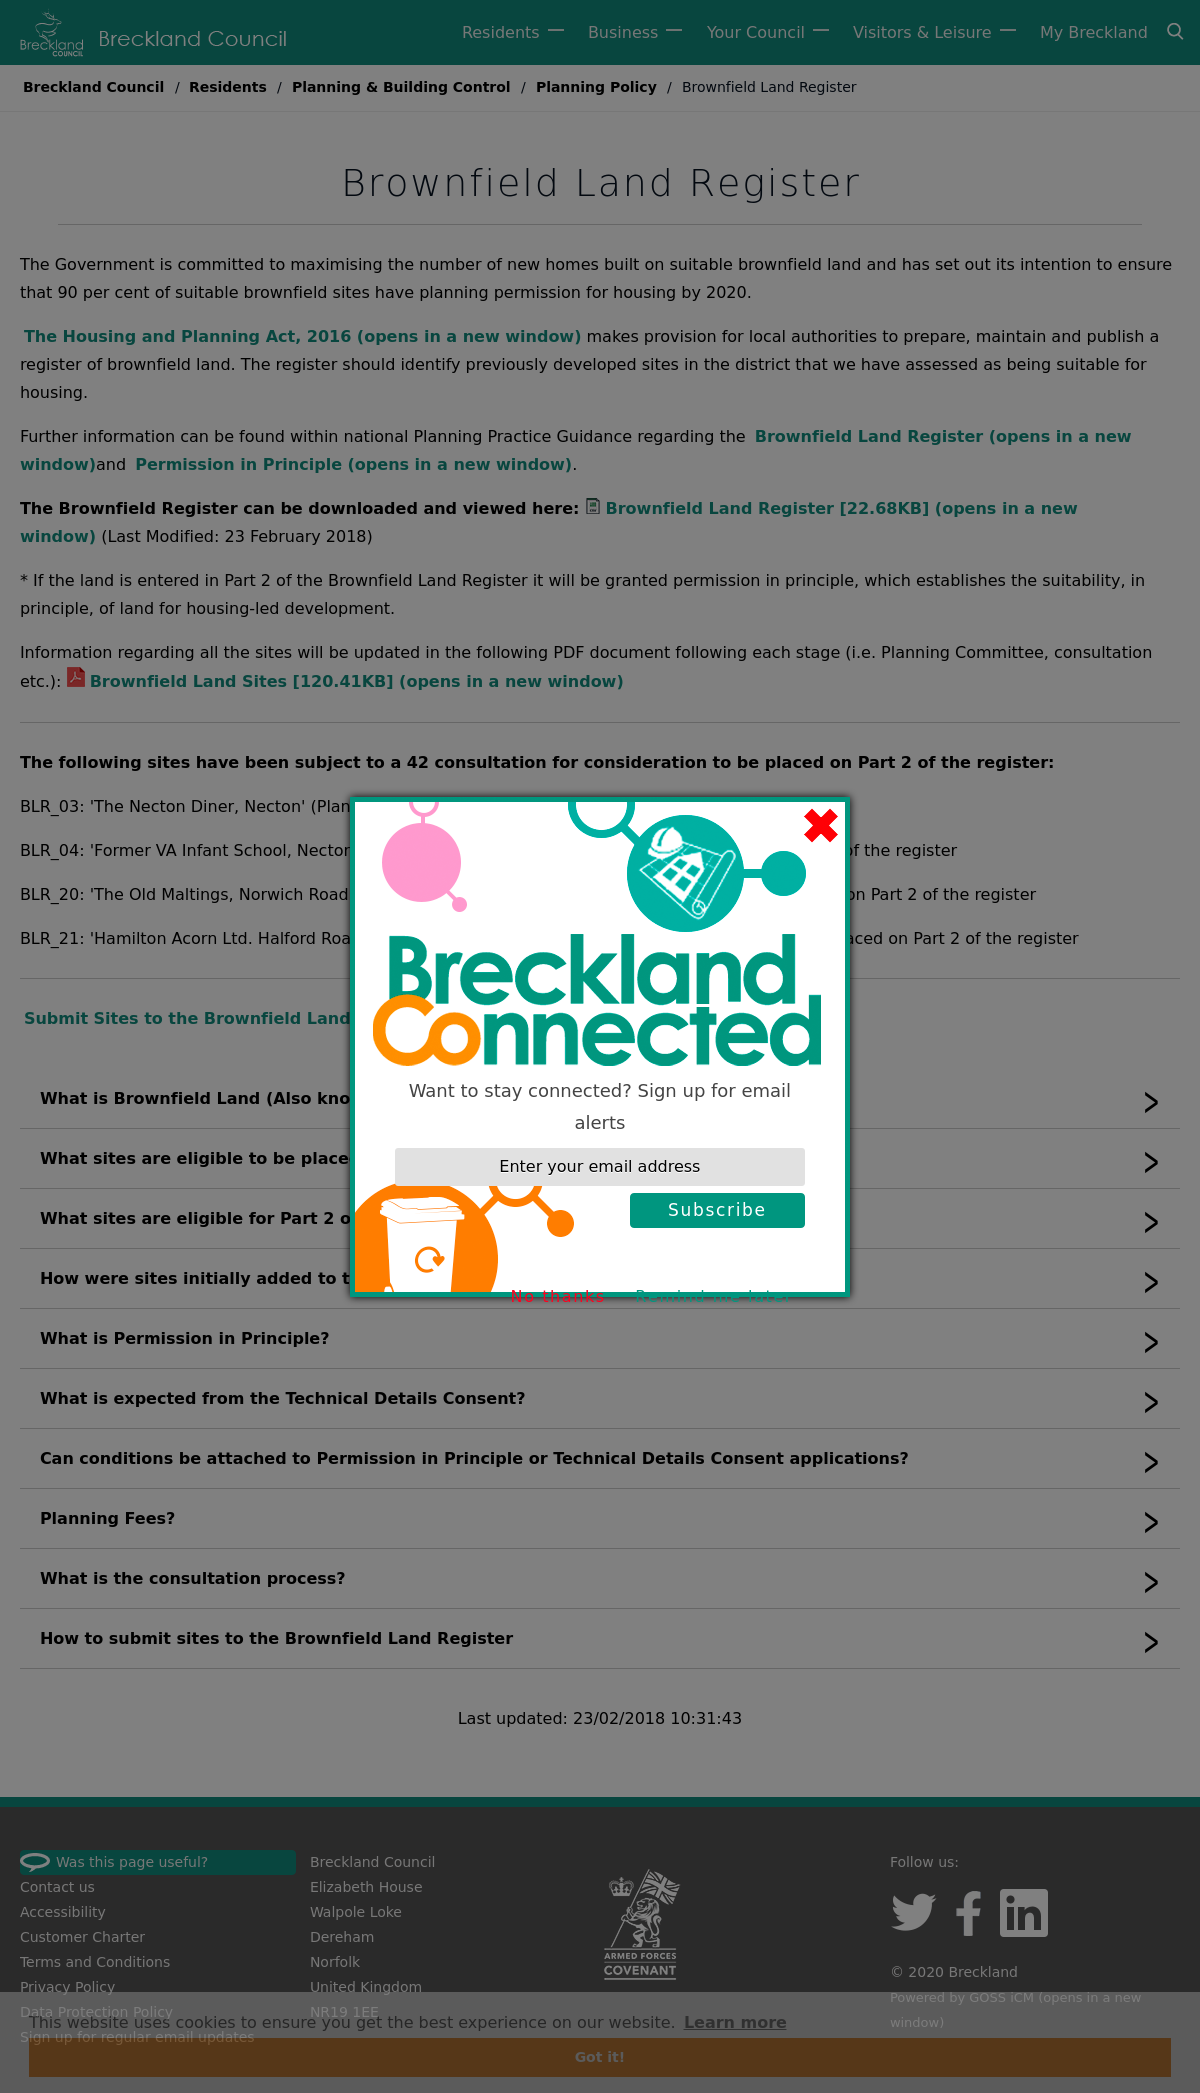 Breckland
COUNCIL
Breckland Council
Residents
Business
Your Council
Visitors & Leisure
My Breckland
Breckland Council / Residents / Planning & Building Control / Planning Policy / Brownfield Land Register
Brownfield Land Register
The Government is committed to maximising the number of new homes built on suitable brownfield land and has set out its intention to ensure
that 90 per cent of suitable brownfield sites have planning permission for housing by 2020.
The Housing and Planning Act, 2016 (opens in a new window) makes provision for local authorities to prepare, maintain and publish a
register of brownfield land. The register should identify previously developed sites in the district that we have assessed as being suitable for
housing.
Further information can be found within national Planning Practice Guidance regarding the Brownfield Land Register (opens in a new
window)and Permission in Principle (opens in a new window).
The Brownfield Register can be downloaded and viewed here: Brownfield Land Register [22.68KB] (opens in a new
window) (Last Modified: 23 February 2018)
* If the land is entered in Part 2 of the Brownfield Land Register it will be granted permission in principle, which establishes the suitability, in
principle, of land for housing-led development.
Information regarding all the sites will be updated in the following PDF document following each stage (i.e. Planning Committee, consultation
etc.): Brownfield Land Sites [120.41KB] (opens in a new window)
The following sites have been subject to a 42 consultation for consideration to be placed on Part 2 of the register:
BLR_03: 'The Necton Diner, Necton' (Plan
BLR_04: 'Former VA Infant School, Necton
of the register
BLR_20: 'The Old Maltings, Norwich Road
on Part 2 of the register
BLR_21: 'Hamilton Acorn Ltd. Halford Roa
aced on Part 2 of the register
Submit Sites to the Brownfield Land
Breckland
Connected
Want to stay connected? Sign up for email
alerts
Enter your email address
Subscribe
No thanks
Remind me later
What is Brownfield Land (Also kno
What sites are eligible to be place
What sites are eligible for Part 2 o
How were sites initially added to t
What is Permission in Principle?
What is expected from the Technical Details Consent?
Can conditions be attached to Permission in Principle or Technical Details Consent applications?
Planning Fees?
What is the consultation process?
How to submit sites to the Brownfield Land Register
Last updated: 23/02/2018 10:31:43
Was this page useful?
Contact us
Accessibility
Customer Charter
Terms and Conditions
Privacy Policy
Data Protection Policy
Sign up for regular email updates
Breckland Council
Elizabeth House
Walpole Loke
Dereham
Norfolk
United Kingdom
NR19 1EE
ARMED FORCES
COVENANT
Follow us:
© 2020 Breckland
Powered by GOSS iCM (opens in a new
window)
This website uses cookies to ensure you get the best experience on our website. Learn more
Got it!